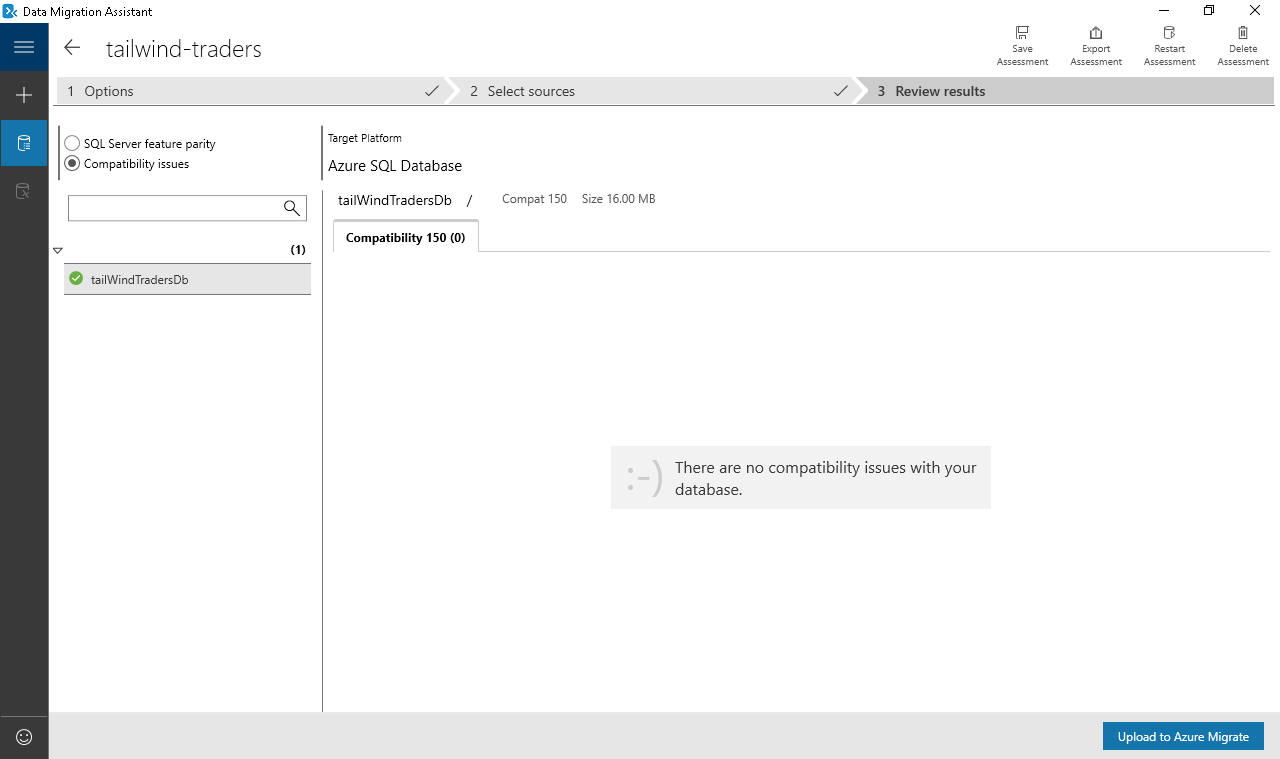 Data Migration Assistant
tailwind-traders
Save Assessment
Export Assessment
Restart Assessment
Delete Assessment
1 Options
2 Select sources
3 Review results
SQL Server feature parity
Compatibility issues
Target Platform
Azure SQL Database
(1)
tailWindTradersDb
tailWindTradersDb / Compat 150 Size 16.00 MB
Compatibility 150 (0)
:-)
There are no compatibility issues with your
database.
Upload to Azure Migrate